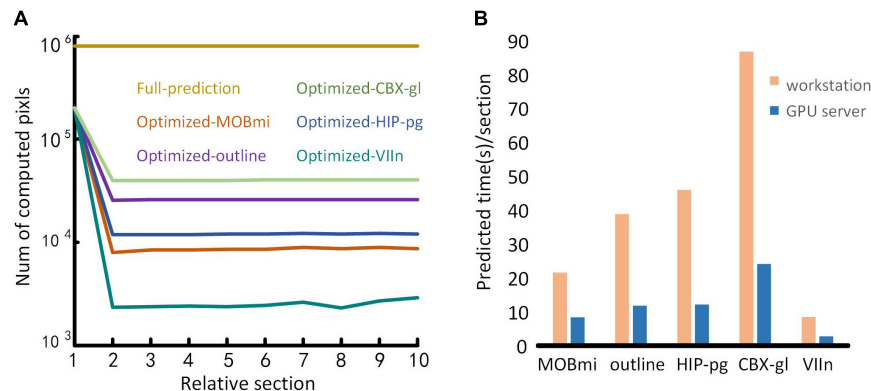 A
Num of computed pixls
10 6
10 5
10 4
10 3
Full-prediction
Optimized-CBX-gl
Optimized-MOBmi
Optimized-HIP-pg
Optimized-outline
Optimized-VIIn
1 2 3 4 5 6 7 8 9 10
Relative section
B
Predicted time(s)/section
90
80
70
60
50
40
30
20
10
0
workstation
GPU server
MOBmi outline HIP-pg CBX-gl VIIn